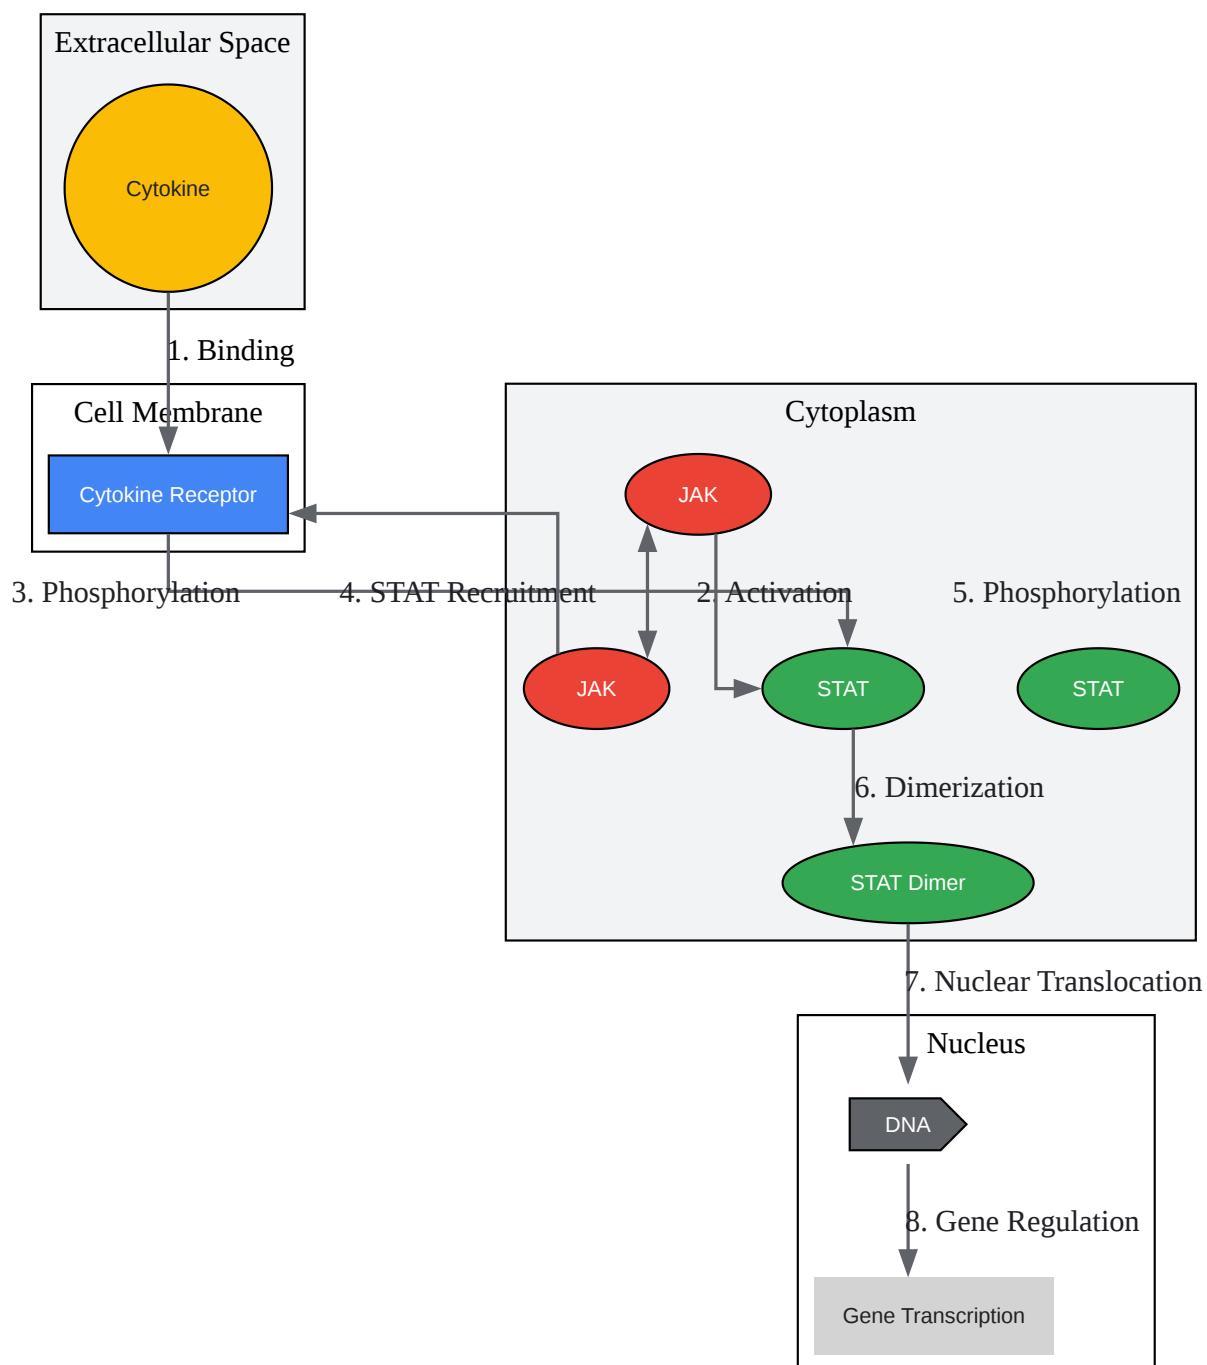 Extracellular Space
Cytokine
1. Binding
Cell Membrane
Cytokine Receptor
Cytoplasm
JAK
3. Phosphorylation
4. STAT Recruitment
2. Activation
5. Phosphorylation
JAK
STAT
STAT
6. Dimerization
STAT Dimer
7. Nuclear Translocation
Nucleus
DNA
8. Gene Regulation
Gene Transcription